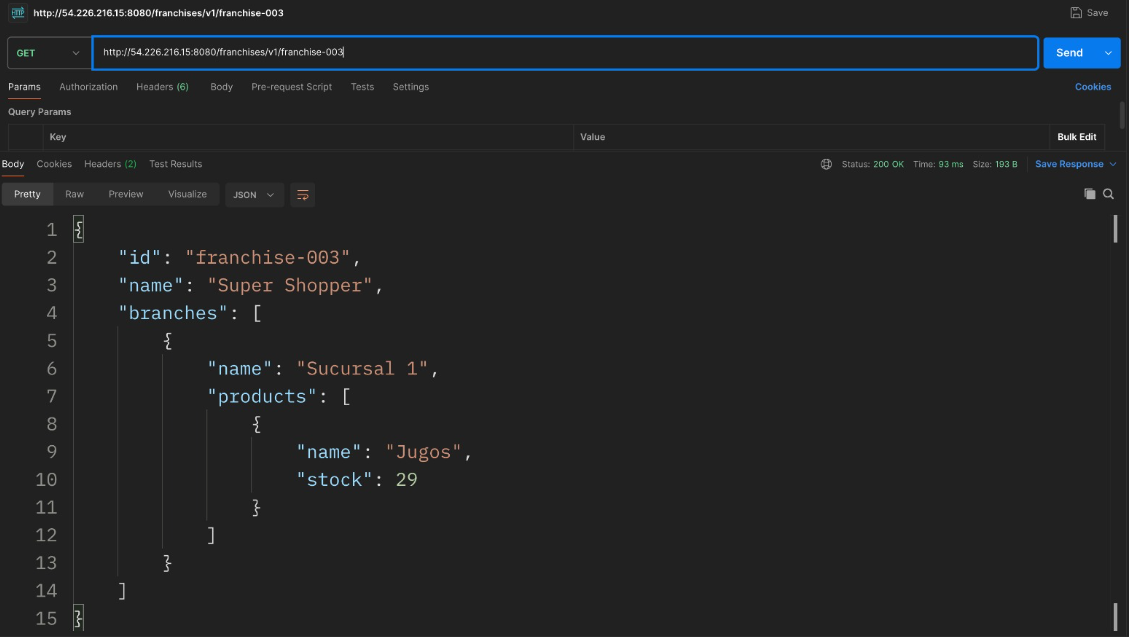 HTTP http://54.226.216.15:8080/franchises/v1/franchise-003 Save
GET http://54.226.216.15:8080/franchises/v1/franchise-003 Send
Params Authorization Headers (6) Body Pre-request Script Tests Settings Cookies
Query Params
Key Value Bulk Edit
Body Cookies Headers (2) Test Results Status: 200 OK Time: 93 ms Size: 193 B Save Response
Pretty Raw Preview Visualize JSON
1 {
2 "id": "franchise-003",
3 "name": "Super Shopper",
4 "branches": [
5 {
6 "name": "Sucursal 1",
7 "products": [
8 {
9 "name": "Jugos",
10 "stock": 29
11 }
12 ]
13 }
14 ]
15 }